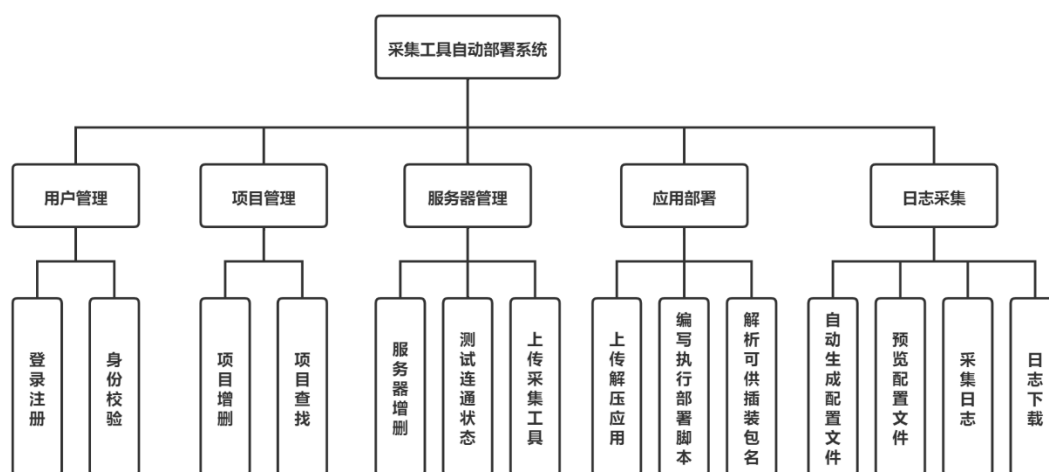 采集工具自动部署系统
用户管理
项目管理
服务器管理
应用部署
日志采集
登录注册
身份校验
项目增删
项目查找
服务器增删
测试连通状态
上传采集工具
上传解压应用
编写执行部署脚本
解析可供插装包名
自动生成配置文件
预览配置文件
采集日志
日志下载